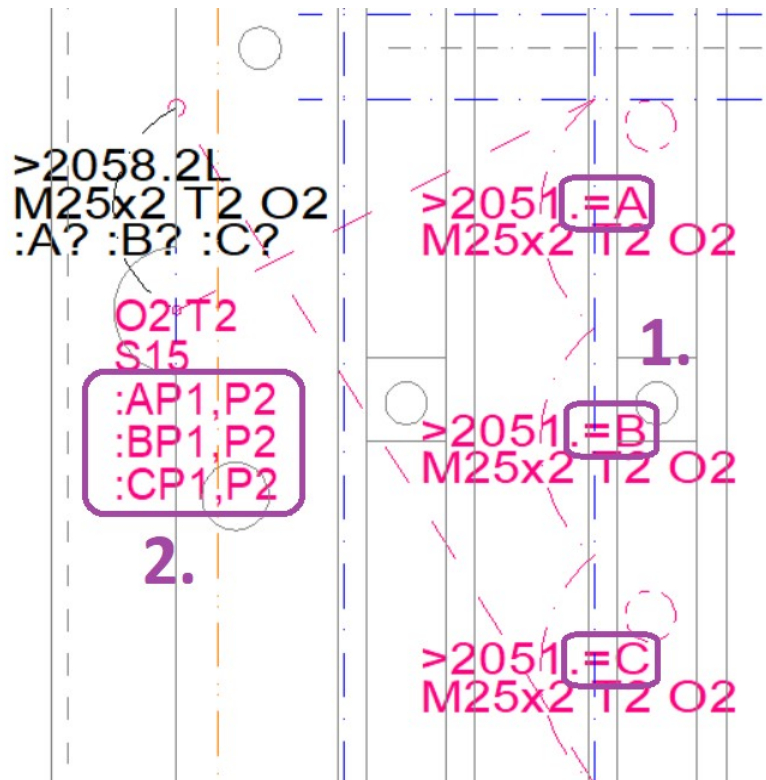 >2058.2L
M25x2 T2 O2
:A? :B? :C?
O2 T2
S15
:AP1,P2
:BP1,P2
:CP1,P2
2.
>2051.=A
M25x2 T2 O2
1.
>2051.=B
M25x2 T2 O2
>2051.=C
M25x2 T2 O2